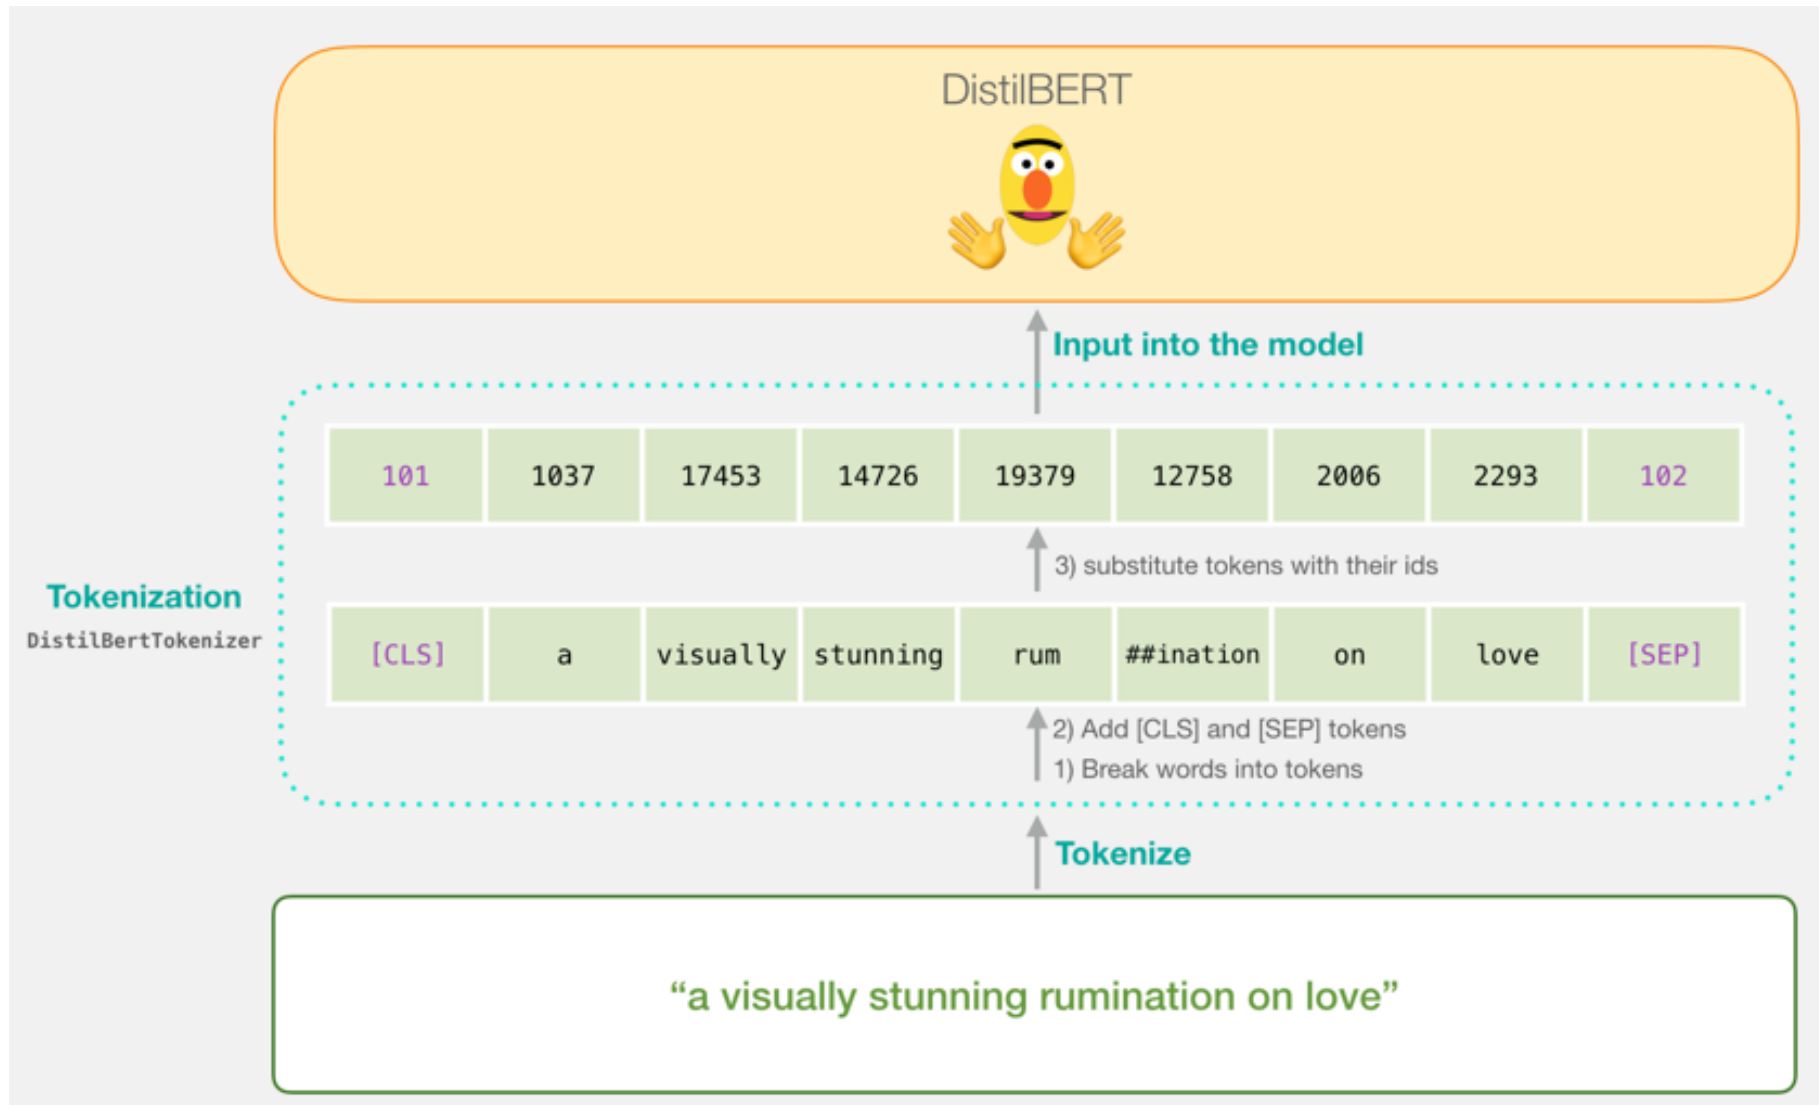 DistilBERT
Input into the model
101 1037 17453 14726 19379 12758 2006 2293 102
3) substitute tokens with their ids
Tokenization
DistilBertTokenizer
[CLS] a visually stunning rum ##ination on love [SEP]
2) Add [CLS] and [SEP] tokens
1) Break words into tokens
Tokenize
“a visually stunning rumination on love”